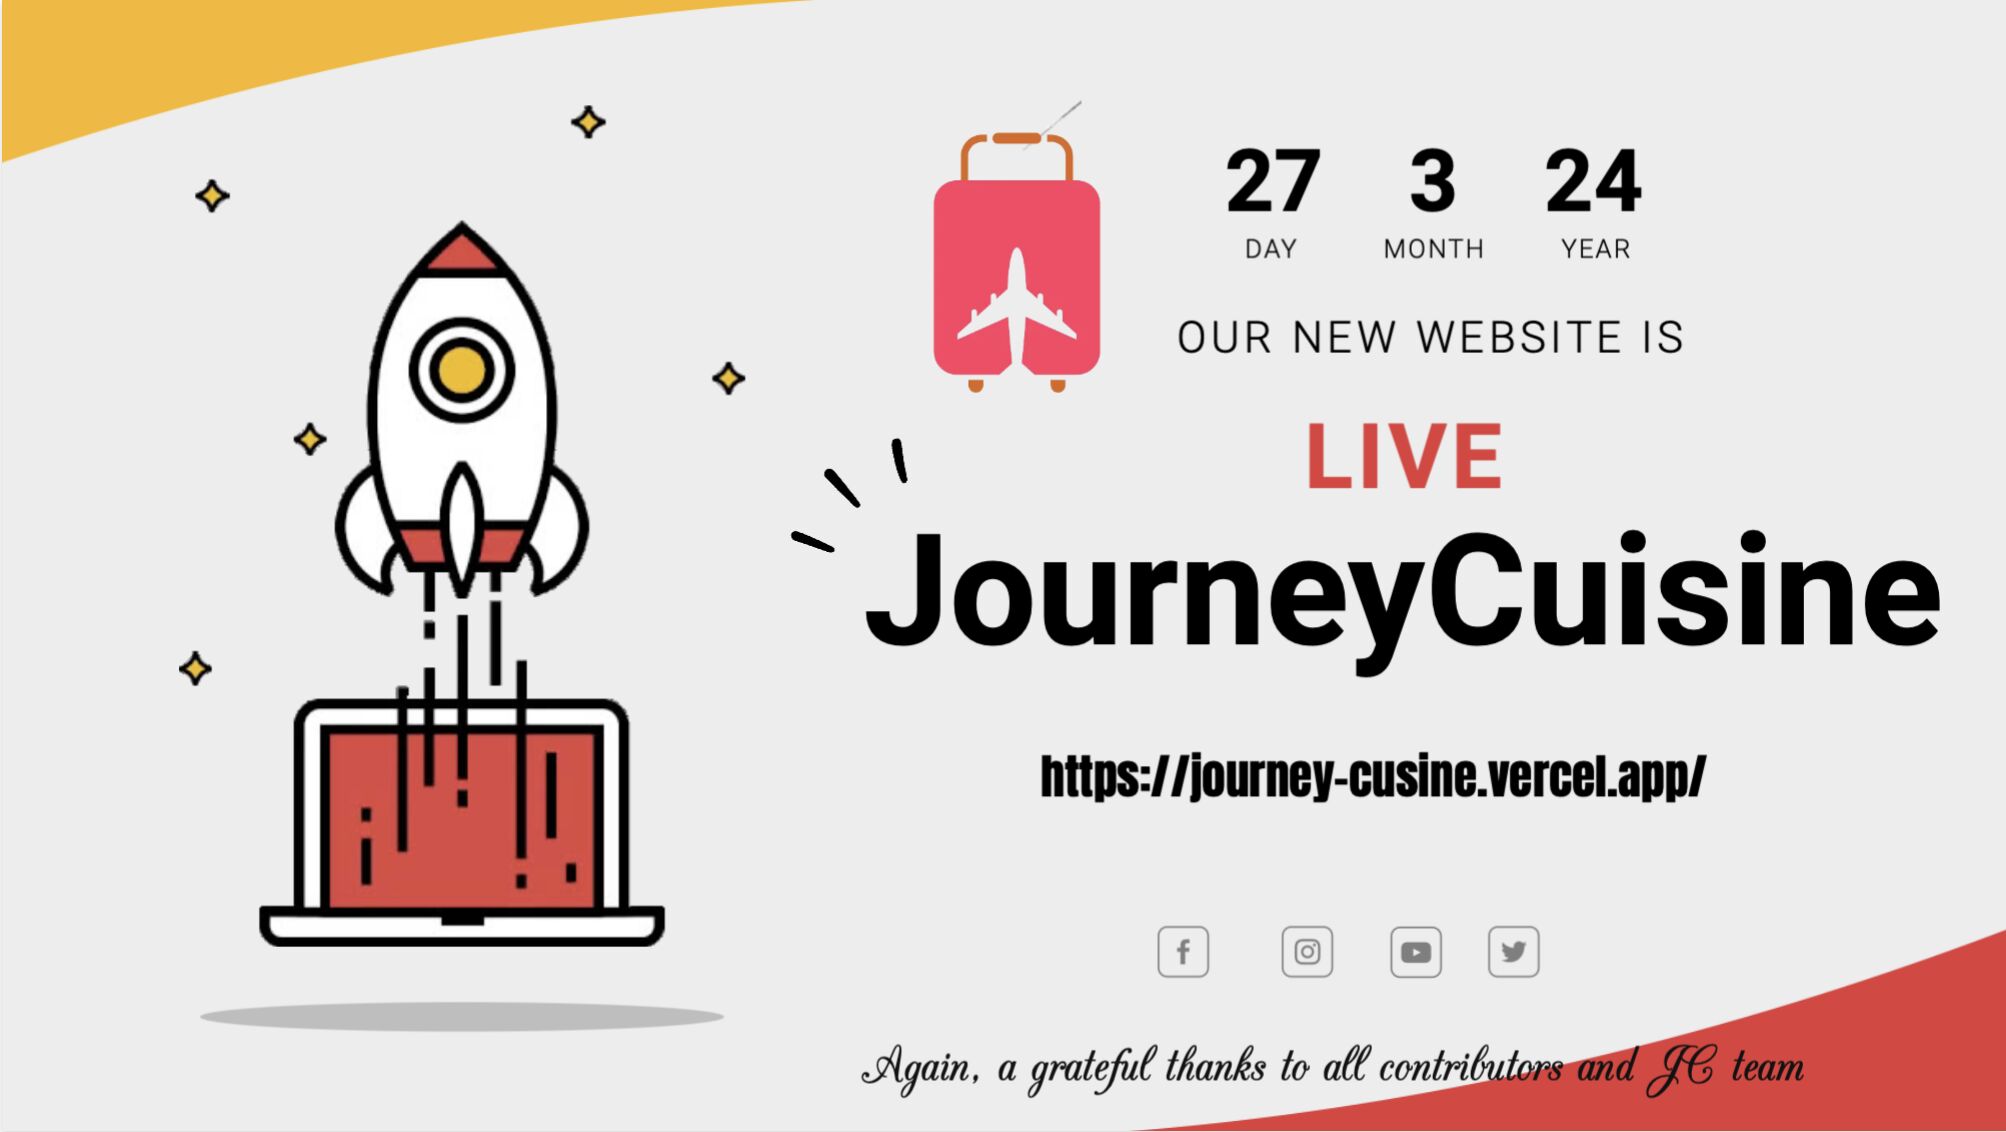 27 3 24
DAY MONTH YEAR
OUR NEW WEBSITE IS
LIVE
JourneyCuisine
https://journey-cusine.vercel.app/
Again, a grateful thanks to all contributors and JC team